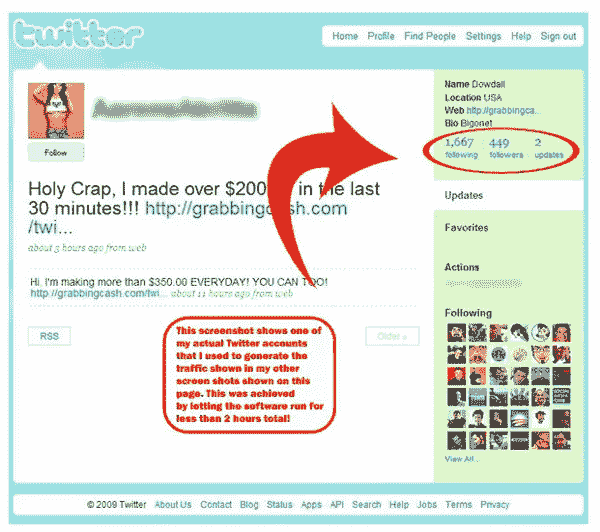 twitter
Home Profile Find People Settings Help Sign out
Follow
Holy Crap, I made over in the last
30 minutes!!! http://grabbingcash.com
/twi...
about 3 hours ago from web
Hi. I'm making more than $350.00 EVERYDAY! YOU CAN TOO!
http://grabbingcash.com/twi... about 11 hours ago from web
RSS
Older »
This screenshot shows one of
my actual Twitter accounts
that I used to generate the
traffic shown in my other
screen shots shown on this
page. This was achieved
by letting the software run for
less than 2 hours total!
Name Dowdall
Location USA
Web http://grabbingca...
Bio Bigonet
1,667 449 2
following followers updates
Updates
Favorites
Actions
Following
View All...
© 2009 Twitter About Us Contact Blog Status Apps API Search Help Jobs Terms Privacy